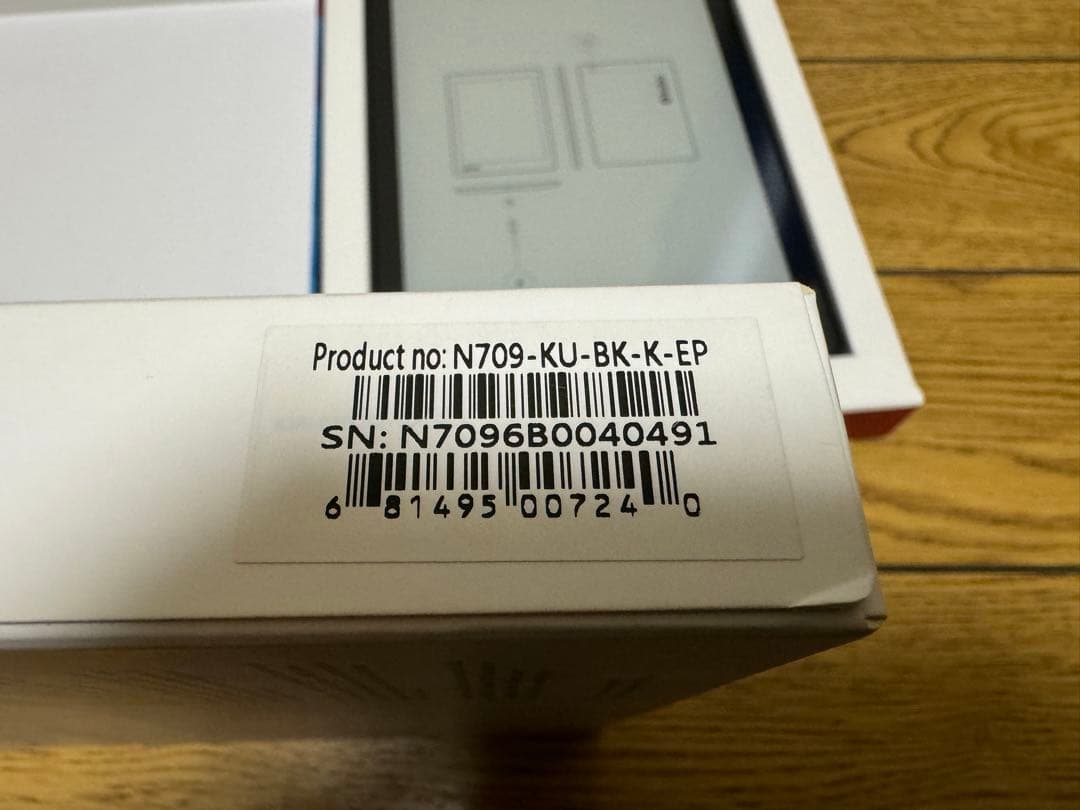 Product no: N709-KU-BK-K-EP
SN: N7096B0040491
6 81495 00724 0